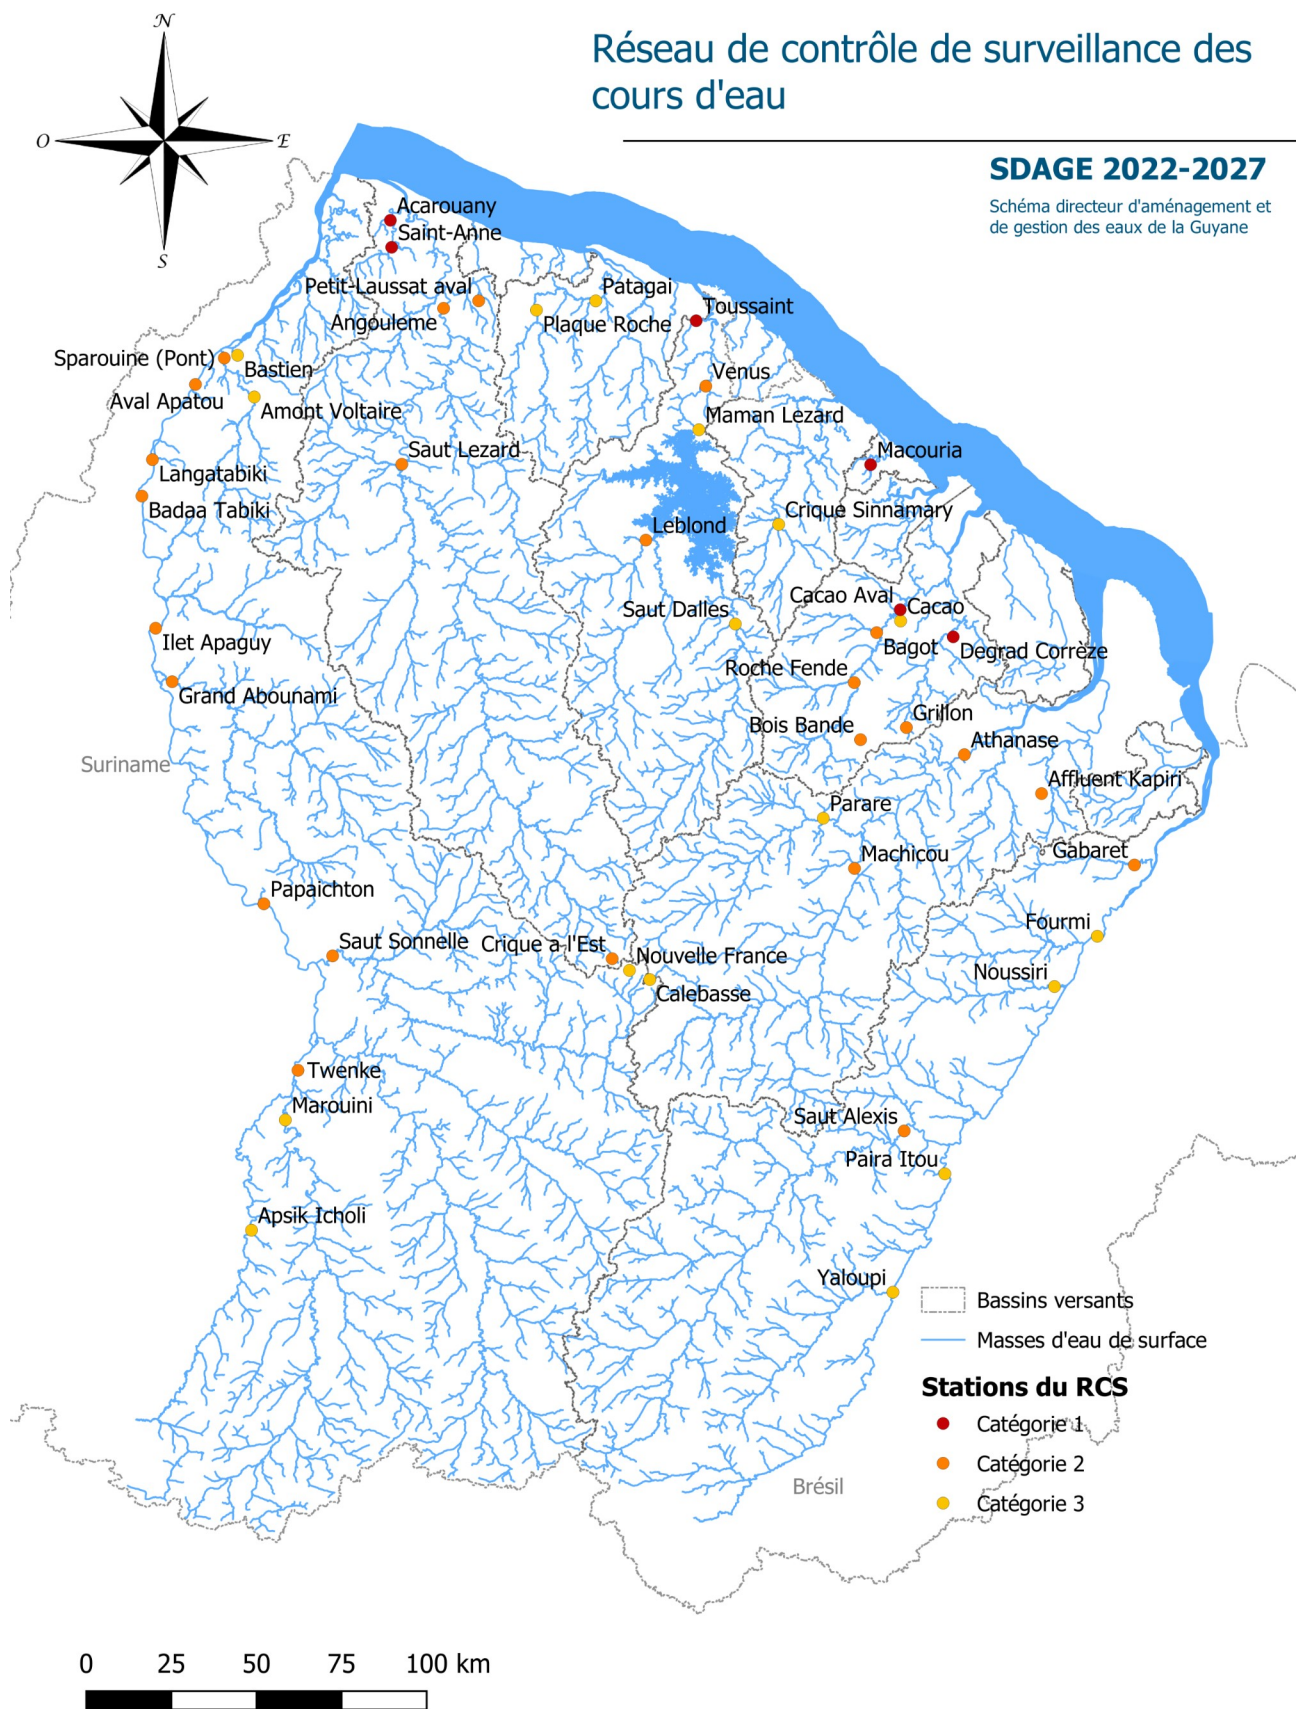 N
Réseau de contrôle de surveillance des
cours d'eau
O
E
SDAGE 2022-2027
Schéma directeur d'aménagement et
de gestion des eaux de la Guyane
S
Acarouany
Saint-Anne
Petit-Laussat aval
Patagai
Toussaint
Angouleme
Plaque Roche
Sparouine (Pont)
Bastien
Venus
Aval Apatou
Amont Voltaire
Maman Lezard
Saut Lezard
Macouria
Langatabiki
Badaa Tabiki
Crique Sinnamary
Leblond
Cacao Aval
Cacao
Saut Dalles
Ilet Apaguy
Bagot
Degrad Corrèze
Roche Fende
Grand Abounami
Grillon
Bois Bande
Athanase
Suriname
Affluent Kapiri
Parare
Machicou
Gabaret
Papaichton
Fourmi
Saut Sonnelle
Crique a l'Est
Nouvelle France
Noussiri
Calebasse
Twenke
Marouini
Saut Alexis
Paira Itou
Apsik Icholi
Yaloupi
Bassins versants
Masses d'eau de surface
Stations du RCS
Catégorie 1
Catégorie 2
Brésil
Catégorie 3
0 25 50 75 100 km